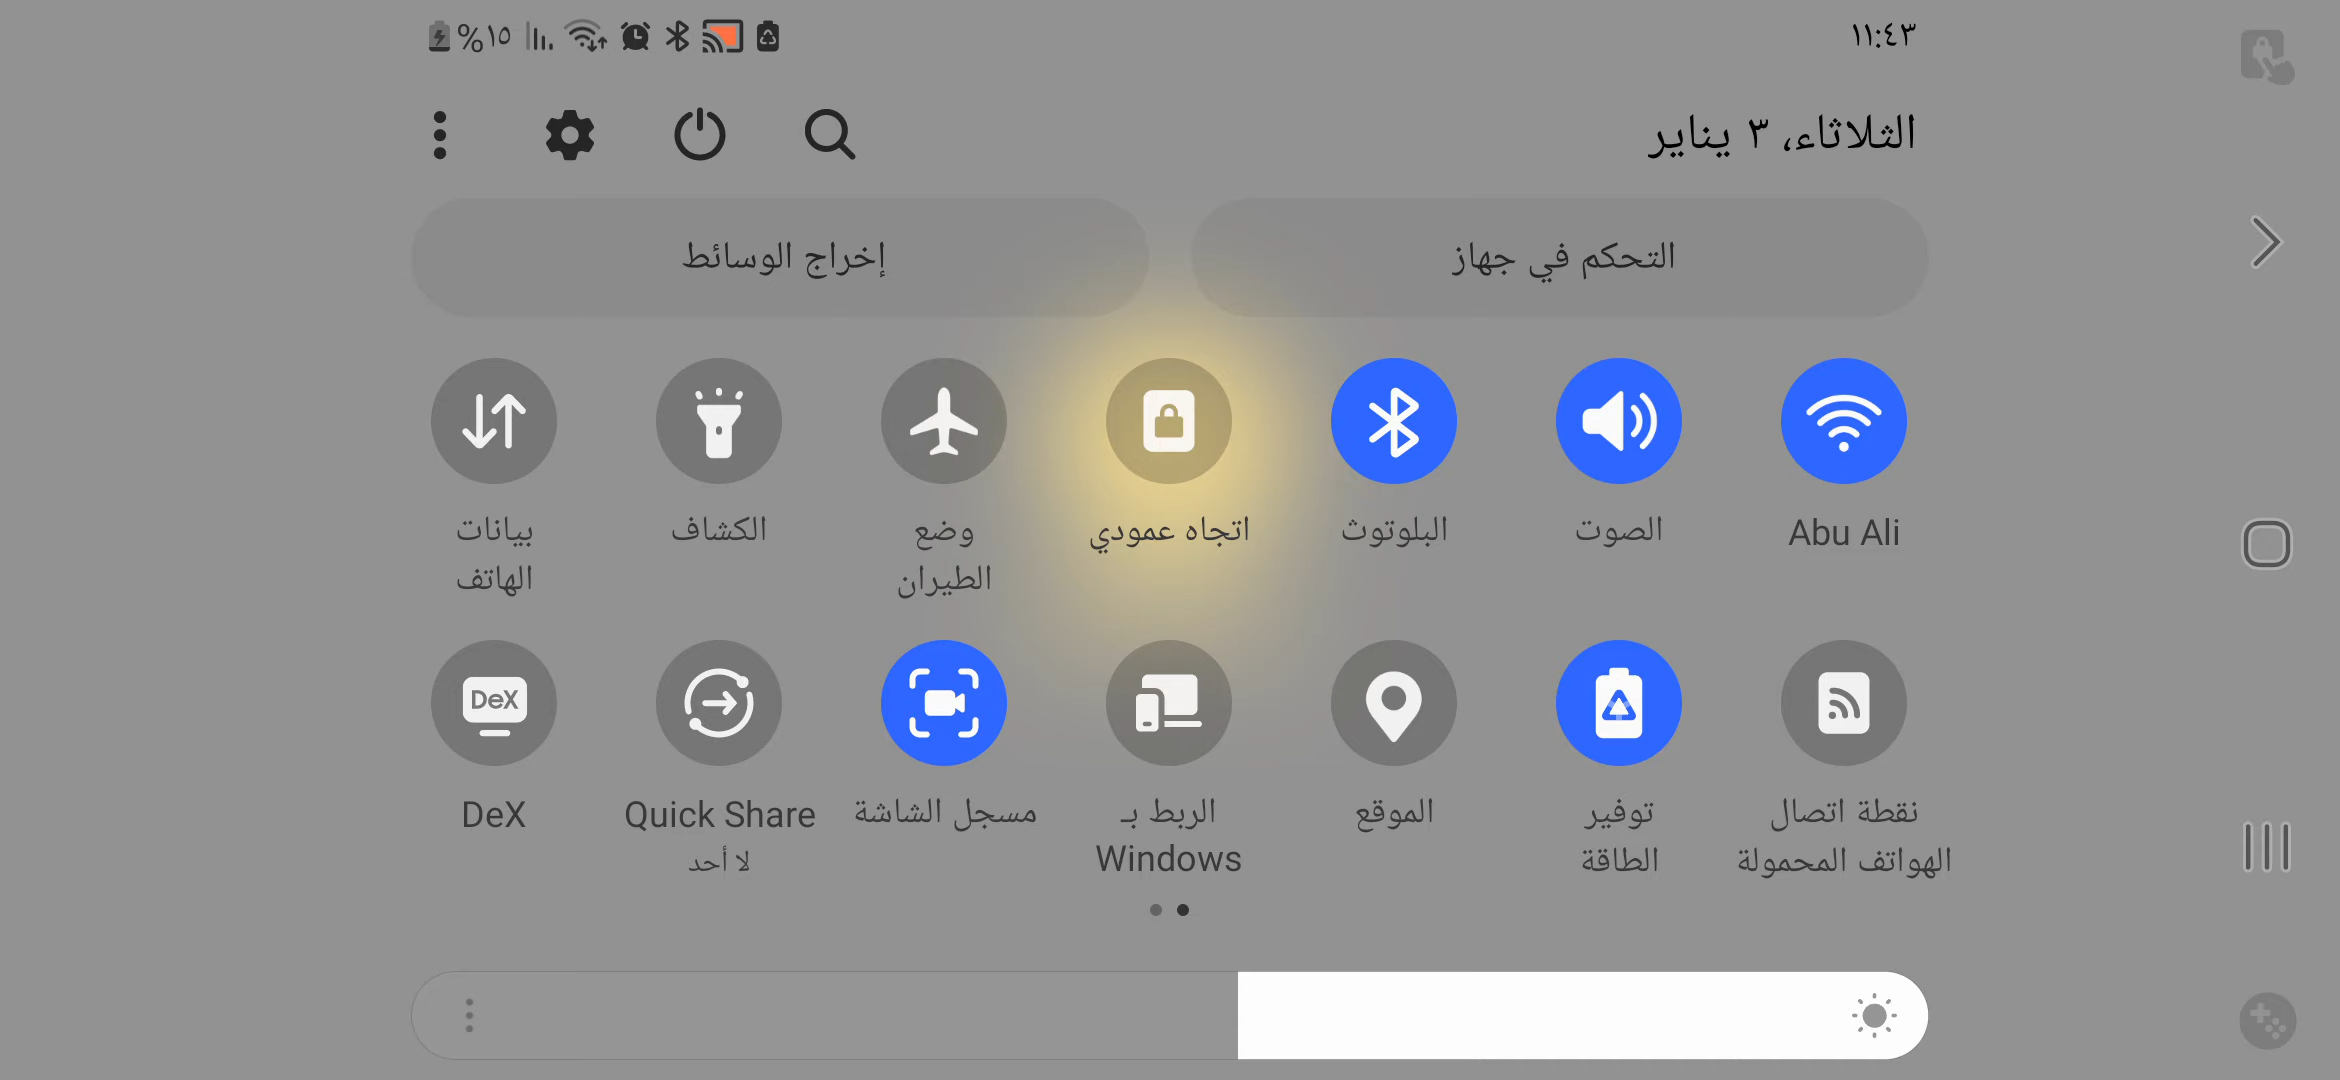 ١١:٤٣
٪١٥
الثلاثاء، ٣ يناير
التحكم في جهاز
إخراج الوسائط
Abu Ali
الصوت
البلوتوث
اتجاه عمودي
وضع
الطيران
الكشاف
بيانات
الهاتف
نقطة اتصال
الهواتف المحمولة
توفير
الطاقة
الموقع
الربط بـ
Windows
مسجل الشاشة
Quick Share
لا أحد
DeX
DeX